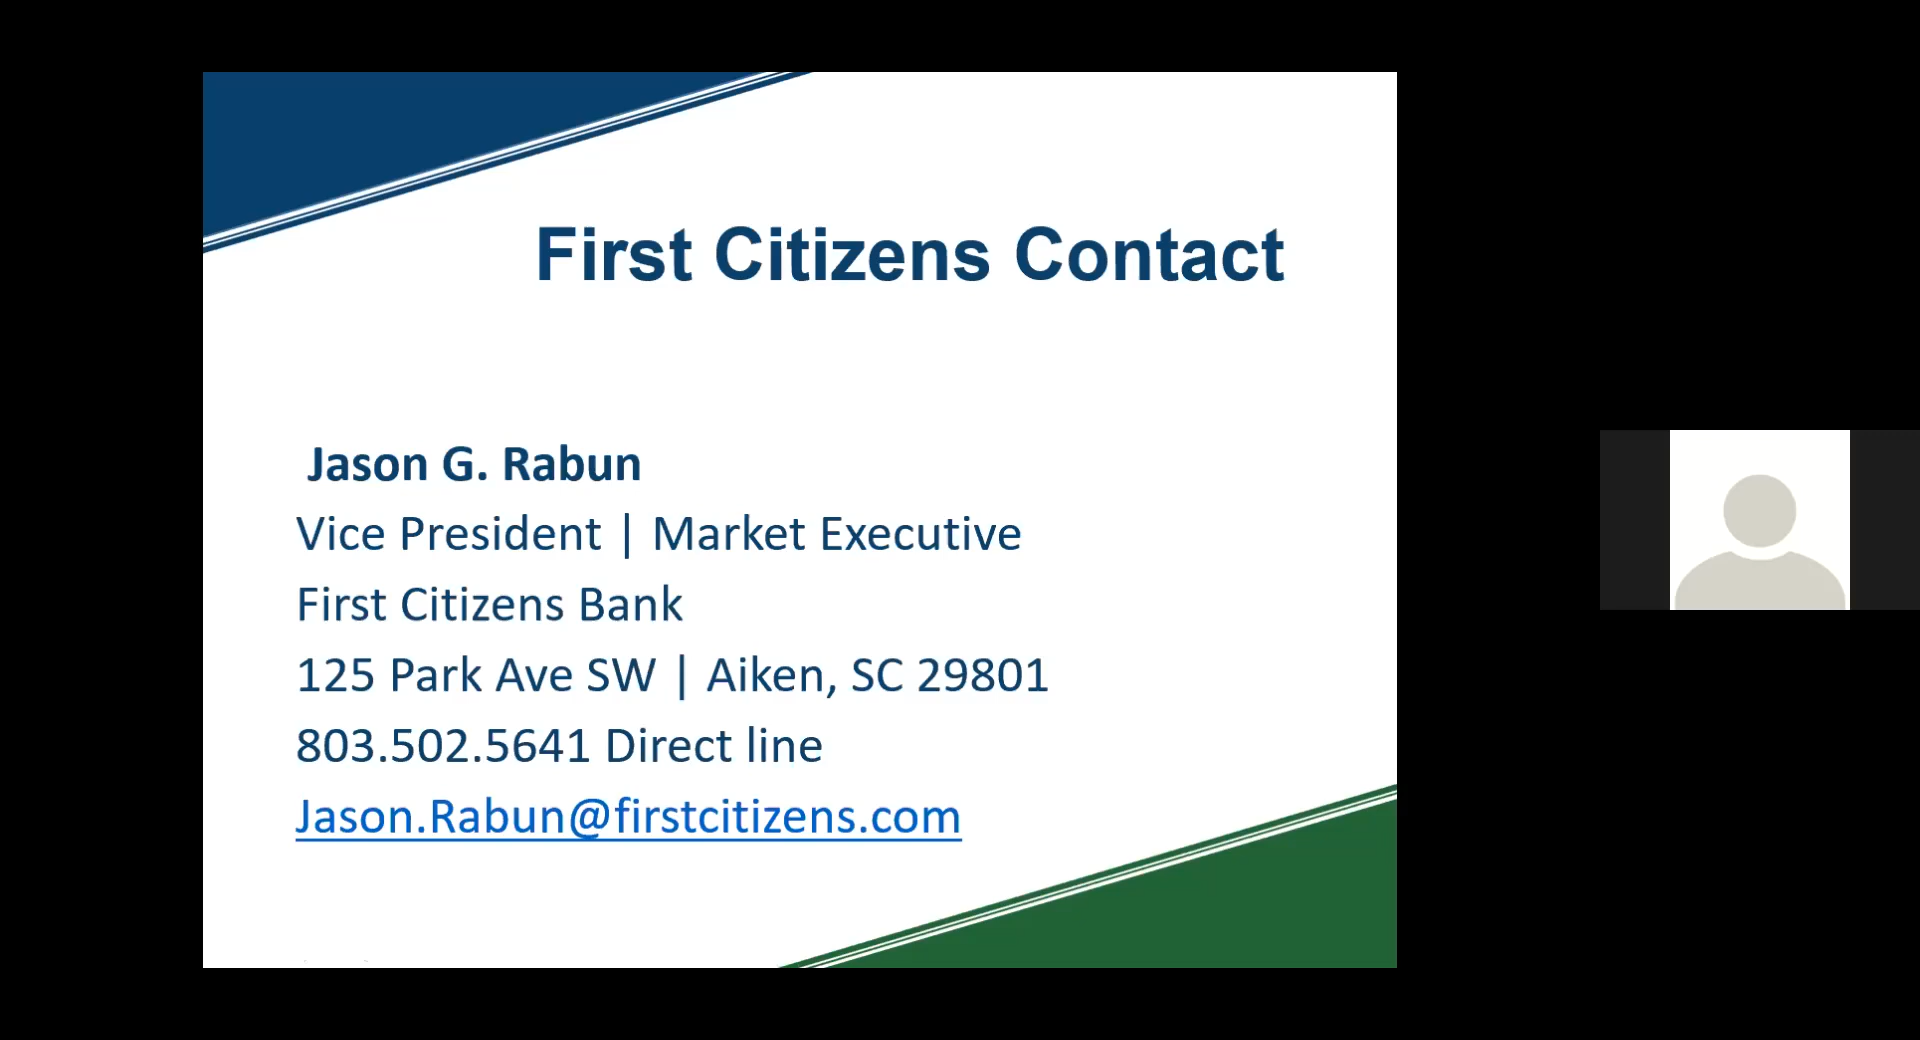 First Citizens Contact
Jason G. Rabun
Vice President | Market Executive
First Citizens Bank
125 Park Ave SW | Aiken, SC 29801
803.502.5641 Direct line
Jason.Rabun@firstcitizens.com